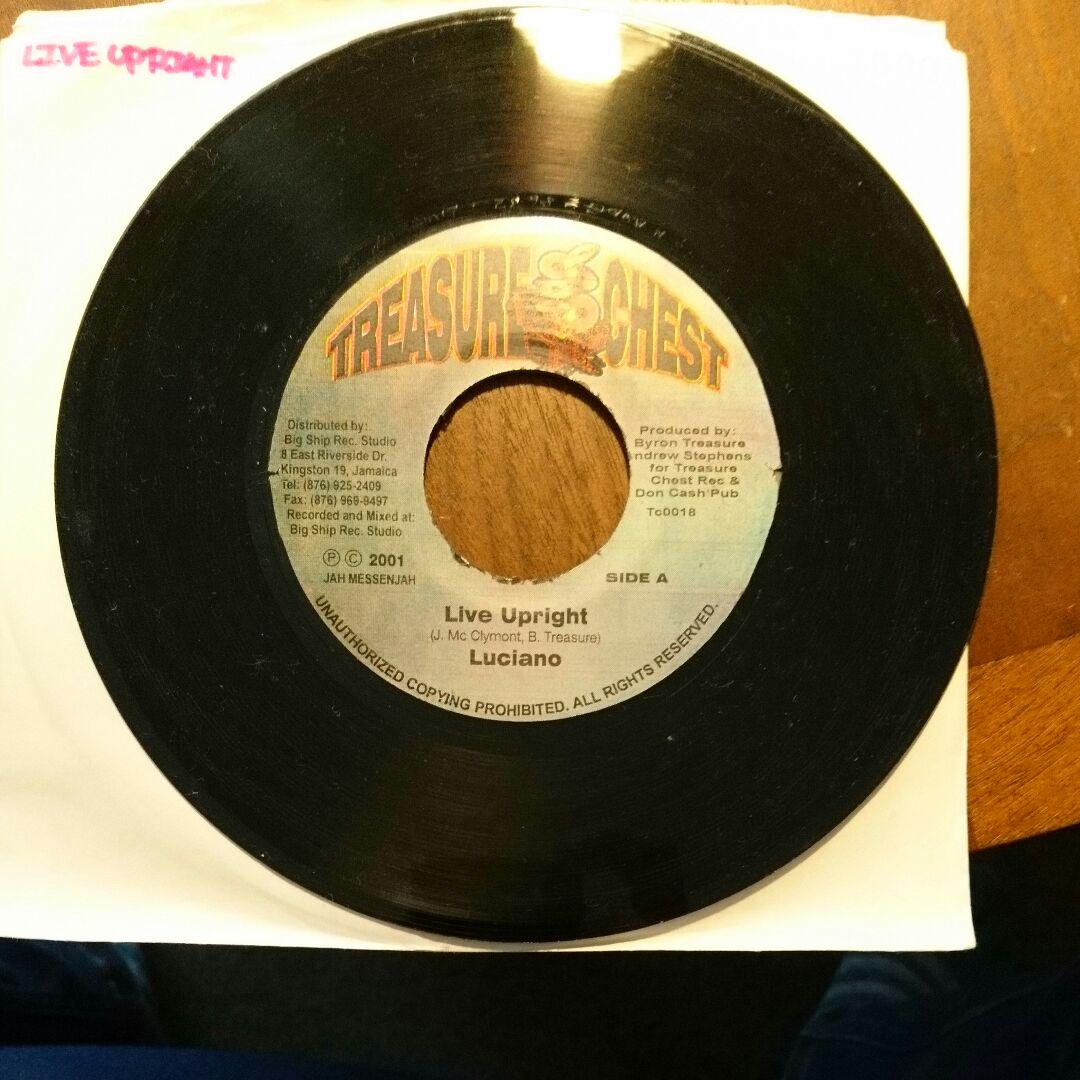 LIVE UPRIGHT
TREASURE CHEST
Distributed by:
Big Ship Rec. Studio
8 East Riverside Dr.
Kingston 19, Jamaica
Tel: (876) 925-2409
Fax: (876) 969-9497
Recorded and Mixed at:
Big Ship Rec. Studio
Ⓟ Ⓒ 2001
JAH MESSENJAH
Produced by:
Byron Treasure
ndrew Stephens
for Treasure
Chest Rec &
Don Cash Pub
Tc0018
SIDE A
Live Upright
(J. Mc Clymont, B. Treasure)
Luciano
UNAUTHORIZED COPYING PROHIBITED. ALL RIGHTS RESERVED.